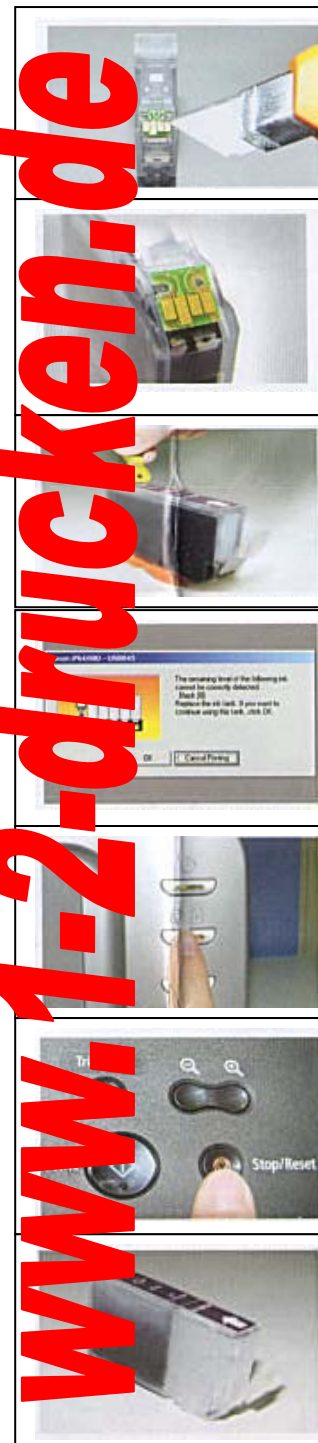 www.1-2-drucken.de
The remaining level of the following ink
cannot be correctly detected.
Black
Replace the ink tank. If you want to
continue using this tank, click OK.
OK
Cancel Printing
Stop/Reset